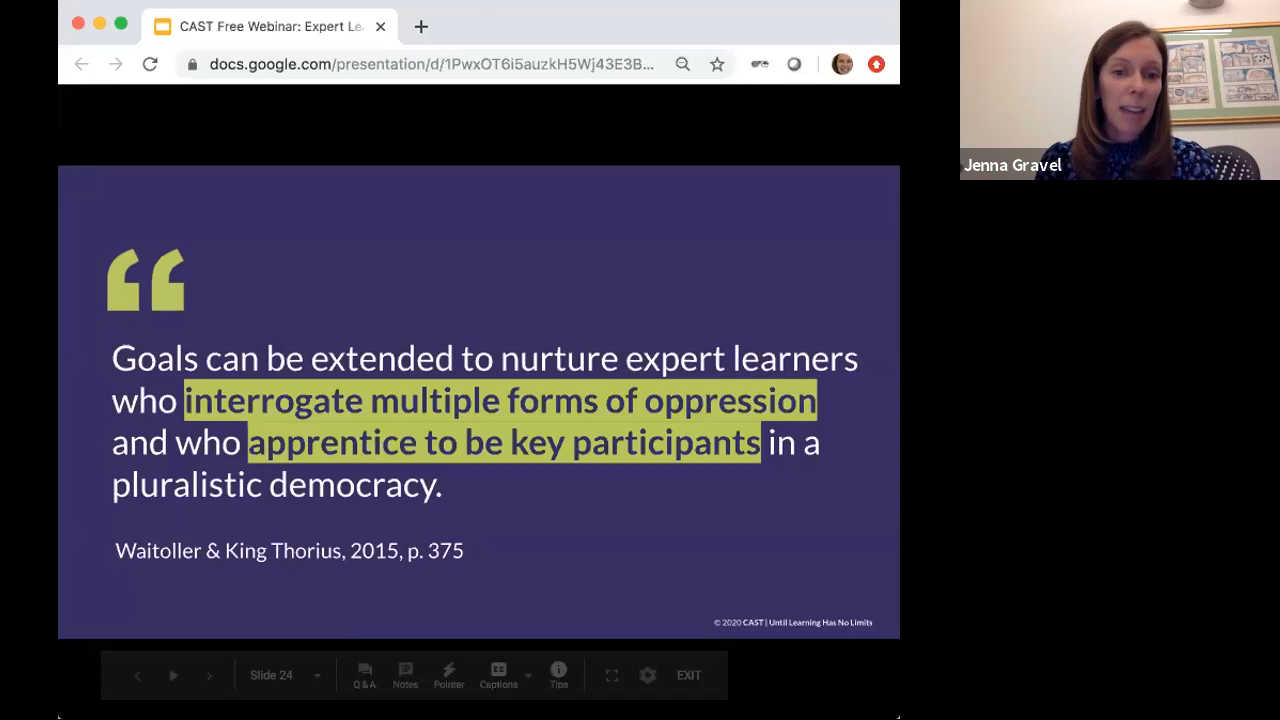 CAST Free Webinar: Expert Le
docs.google.com/presentation/d/1PwxOT6i5auzkH5Wj43E3B...
Jenna Gravel
Goals can be extended to nurture expert learners
who interrogate multiple forms of oppression
and who apprentice to be key participants in a
pluralistic democracy.
Waitoller & King Thorius, 2015, p. 375
© 2020 CAST | Until Learning Has No Limits
Slide 24
Q&A
Notes
Pointer
Captions
Tips
EXIT